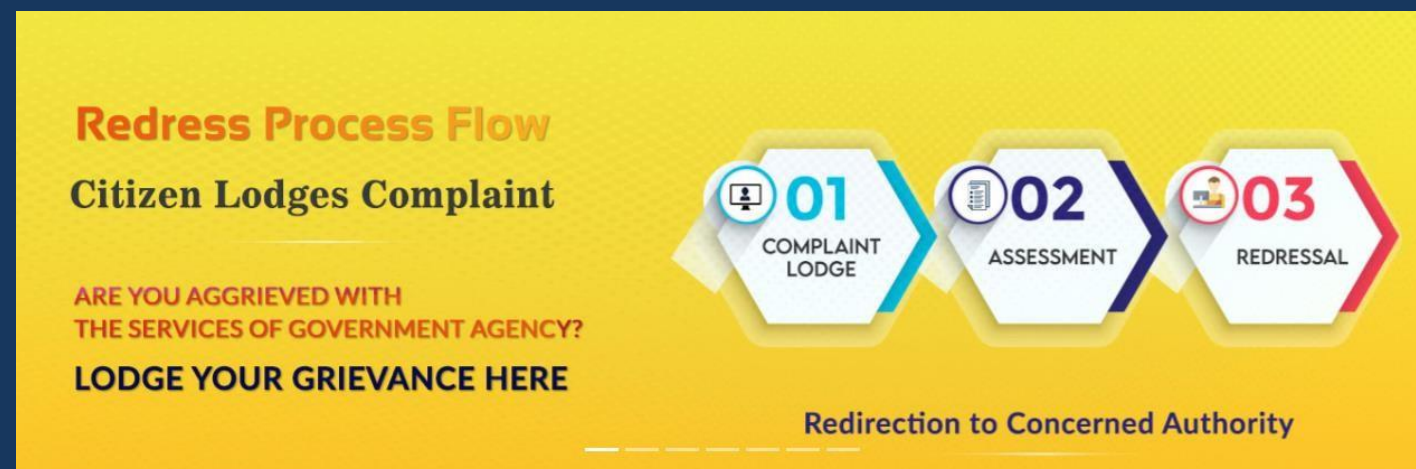 Redress Process Flow
Citizen Lodges Complaint
ARE YOU AGGRIEVED WITH
THE SERVICES OF GOVERNMENT AGENCY?
LODGE YOUR GRIEVANCE HERE
01
COMPLAINT
LODGE
02
ASSESSMENT
03
REDRESSAL
Redirection to Concerned Authority